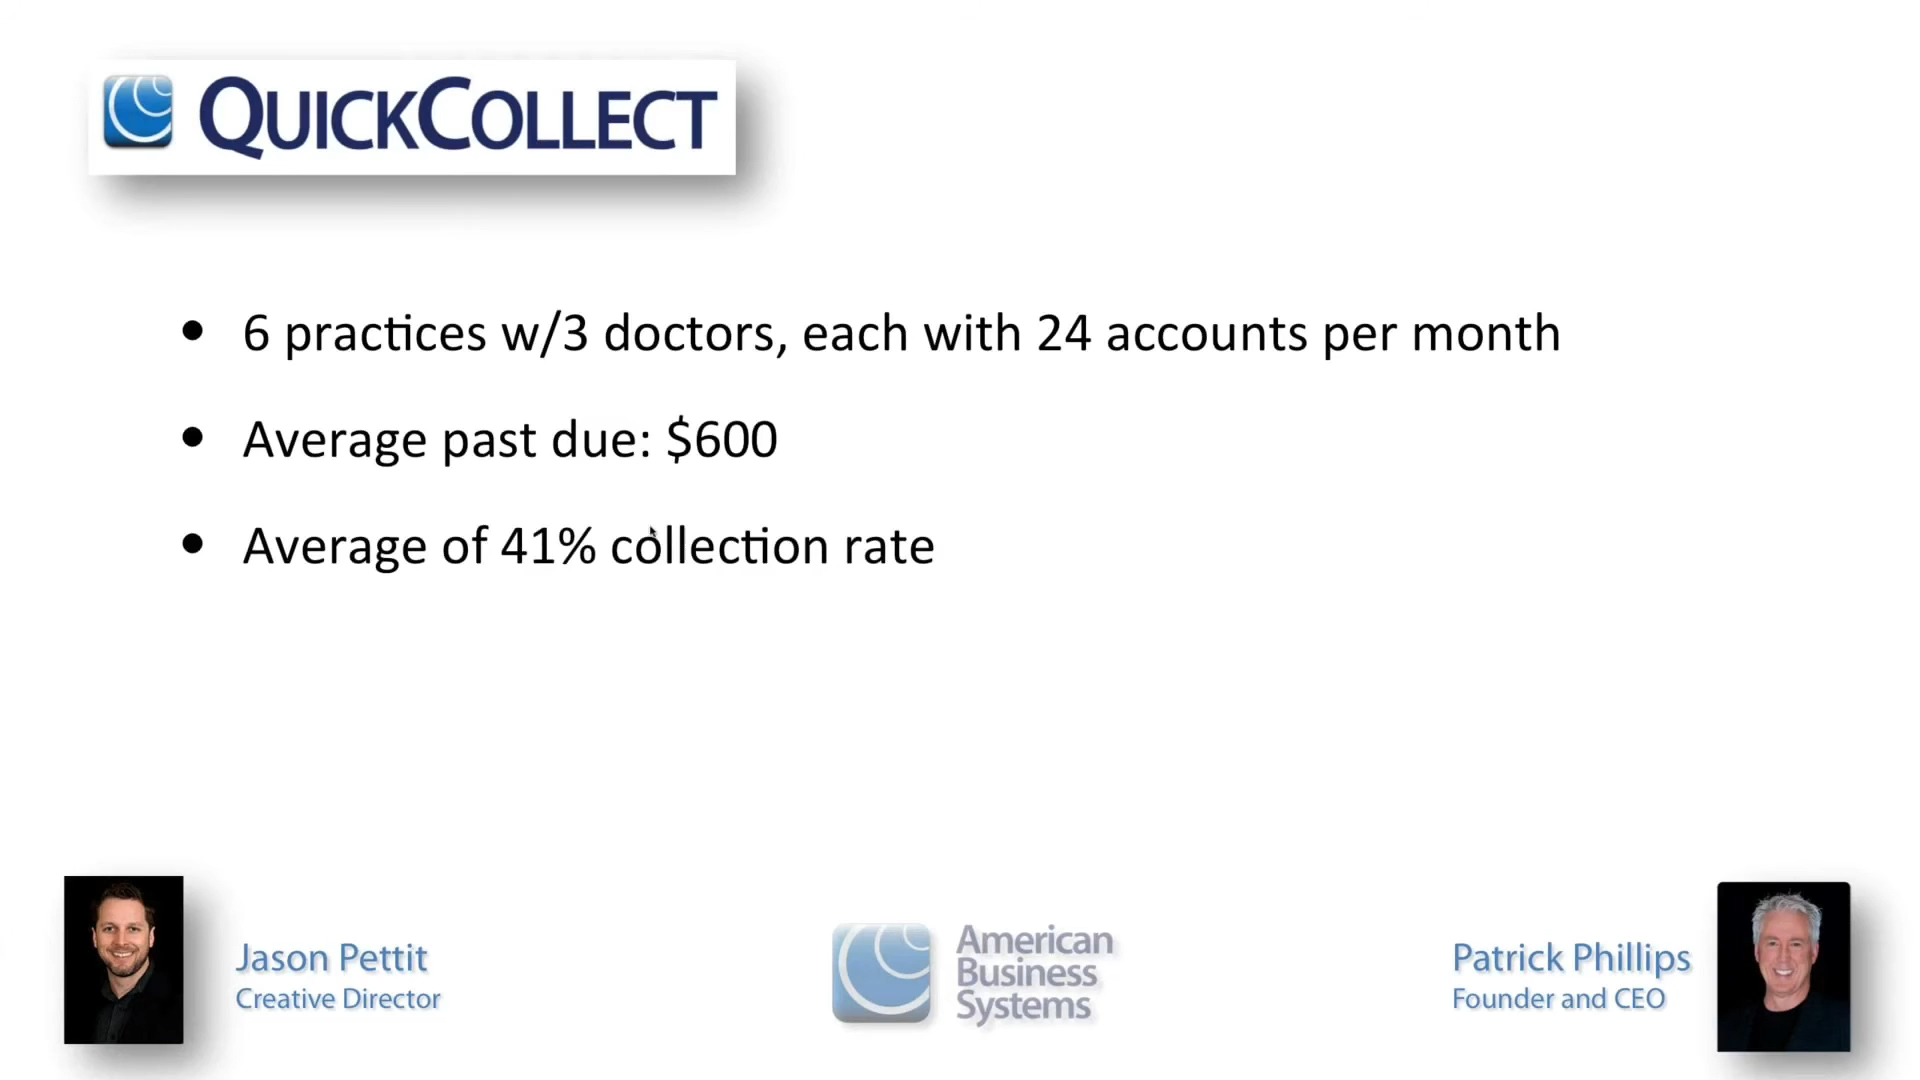 QUICKCOLLECT
• 6 practices w/3 doctors, each with 24 accounts per month
• Average past due: $600
• Average of 41% collection rate
Jason Pettit
Creative Director
American
Business
Systems
Patrick Phillips
Founder and CEO